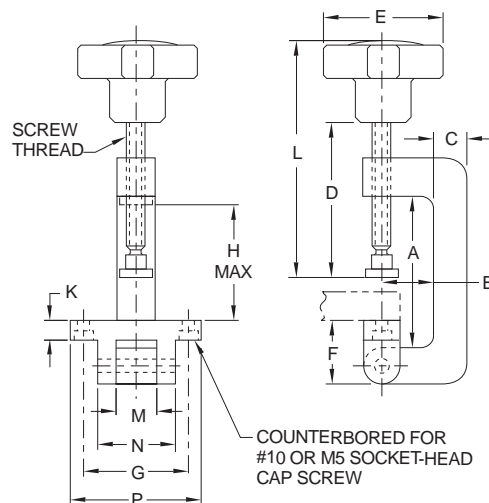 E
SCREW
THREAD
C
L
D
H
MAX
A
B
K
F
M
N
G
P
COUNTERBORED FOR
#10 OR M5 SOCKET-HEAD
CAP SCREW